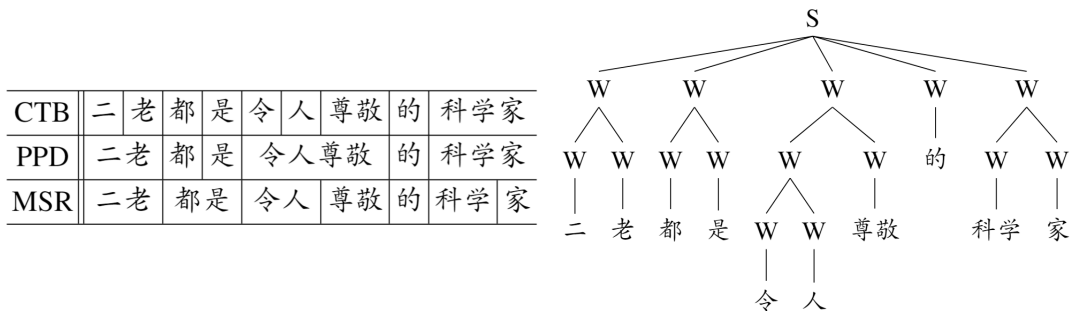 S
W W W W W
CTB 二 老 都 是 令 人 尊敬 的 科学家
PPD 二老 都 是 令人尊敬 的 科学家
W W W W W W 的 W W
MSR 二老 都是 令人 尊敬 的 科学 家
二 老 都 是 W W 尊敬 科学 家
令 人